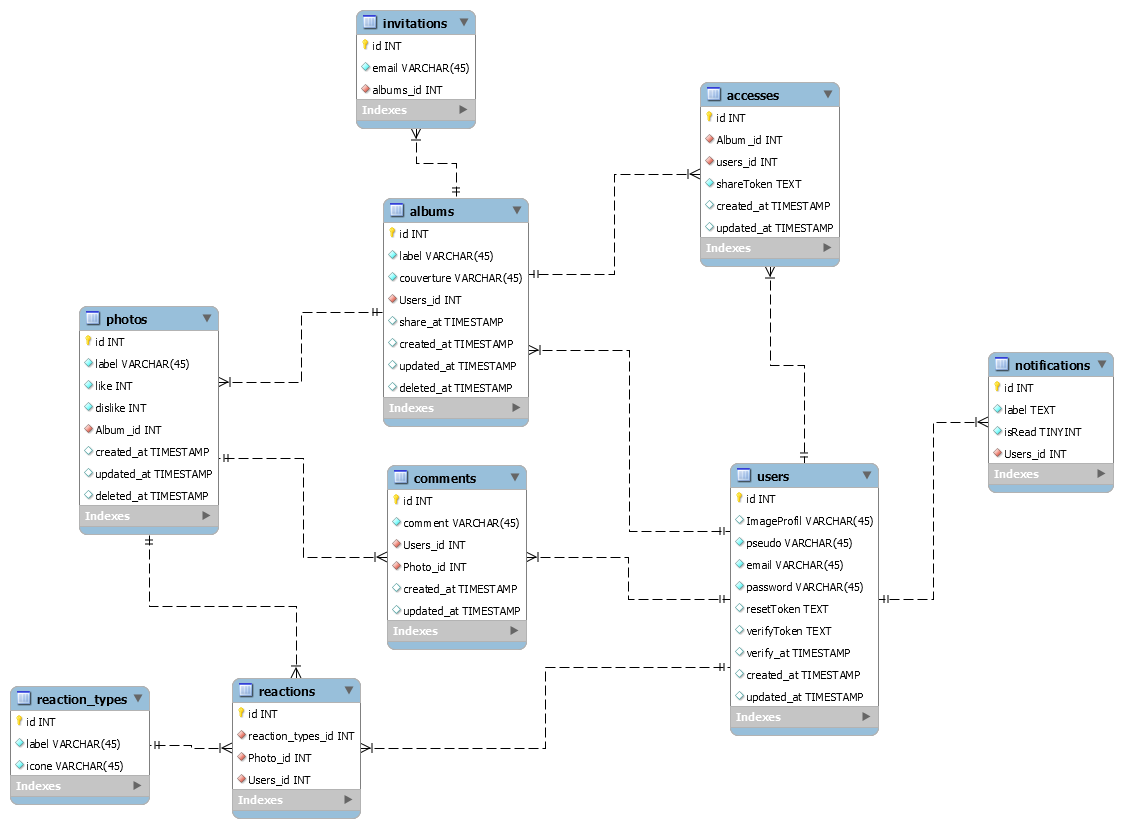 invitations
id INT
email VARCHAR(45)
albums_id INT
Indexes
accesses
id INT
Album_id INT
users_id INT
shareToken TEXT
created_at TIMESTAMP
updated_at TIMESTAMP
Indexes
albums
id INT
label VARCHAR(45)
couverture VARCHAR(45)
Users_id INT
share_at TIMESTAMP
created_at TIMESTAMP
updated_at TIMESTAMP
deleted_at TIMESTAMP
Indexes
photos
id INT
label VARCHAR(45)
like INT
dislike INT
Album_id INT
created_at TIMESTAMP
updated_at TIMESTAMP
deleted_at TIMESTAMP
Indexes
notifications
id INT
label TEXT
isRead TINYINT
Users_id INT
Indexes
comments
id INT
comment VARCHAR(45)
Users_id INT
Photo_id INT
created_at TIMESTAMP
updated_at TIMESTAMP
Indexes
users
id INT
ImageProfil VARCHAR(45)
pseudo VARCHAR(45)
email VARCHAR(45)
password VARCHAR(45)
resetToken TEXT
verifyToken TEXT
verify_at TIMESTAMP
created_at TIMESTAMP
updated_at TIMESTAMP
Indexes
reaction_types
id INT
label VARCHAR(45)
icone VARCHAR(45)
Indexes
reactions
id INT
reaction_types_id INT
Photo_id INT
Users_id INT
Indexes